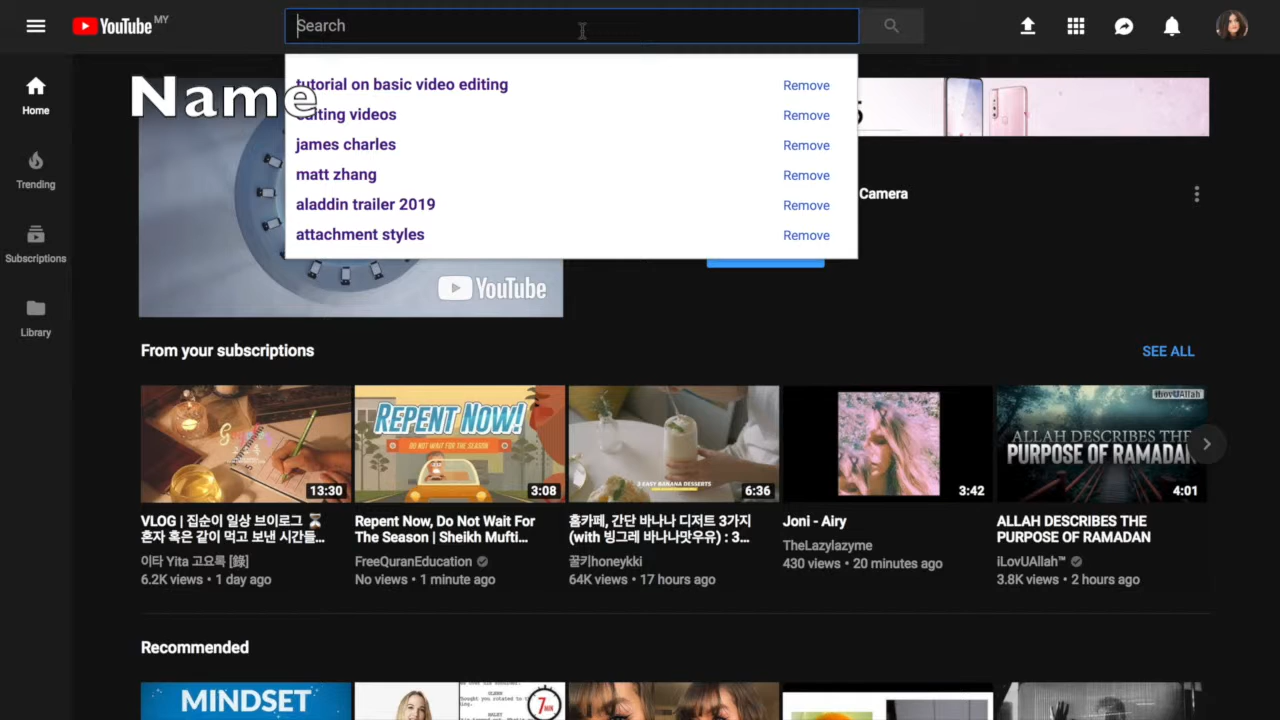 YouTube MY
Search
Name
tutorial on basic video editing
Remove
editing videos
Remove
james charles
Remove
matt zhang
Remove
aladdin trailer 2019
Remove
attachment styles
Remove
Home
Trending
Subscriptions
Library
5
Camera
YouTube
From your subscriptions
SEE ALL
13:30
REPENT NOW!
DO NOT WAIT FOR THE SEASON
3:08
3 EASY BANANA DESSERTS
6:36
3:42
ilovUAllah
ALLAH DESCRIBES THE
PURPOSE OF RAMADAN
4:01
VLOG | 집순이 일상 브이로그 ⏳
혼자 혹은 같이 먹고 보낸 시간들...
이타 Yita 고요록 [錄]
6.2K views • 1 day ago
Repent Now, Do Not Wait For
The Season | Sheikh Mufti...
FreeQuranEducation
No views • 1 minute ago
홈카페, 간단 바나나 디저트 3가지
(with 빙그레 바나나맛우유) : 3...
꿀키honeykki
64K views • 17 hours ago
Joni - Airy
TheLazylazyme
430 views • 20 minutes ago
ALLAH DESCRIBES THE
PURPOSE OF RAMADAN
iLovUAllah™
3.8K views • 2 hours ago
Recommended
MINDSET
7
MIN